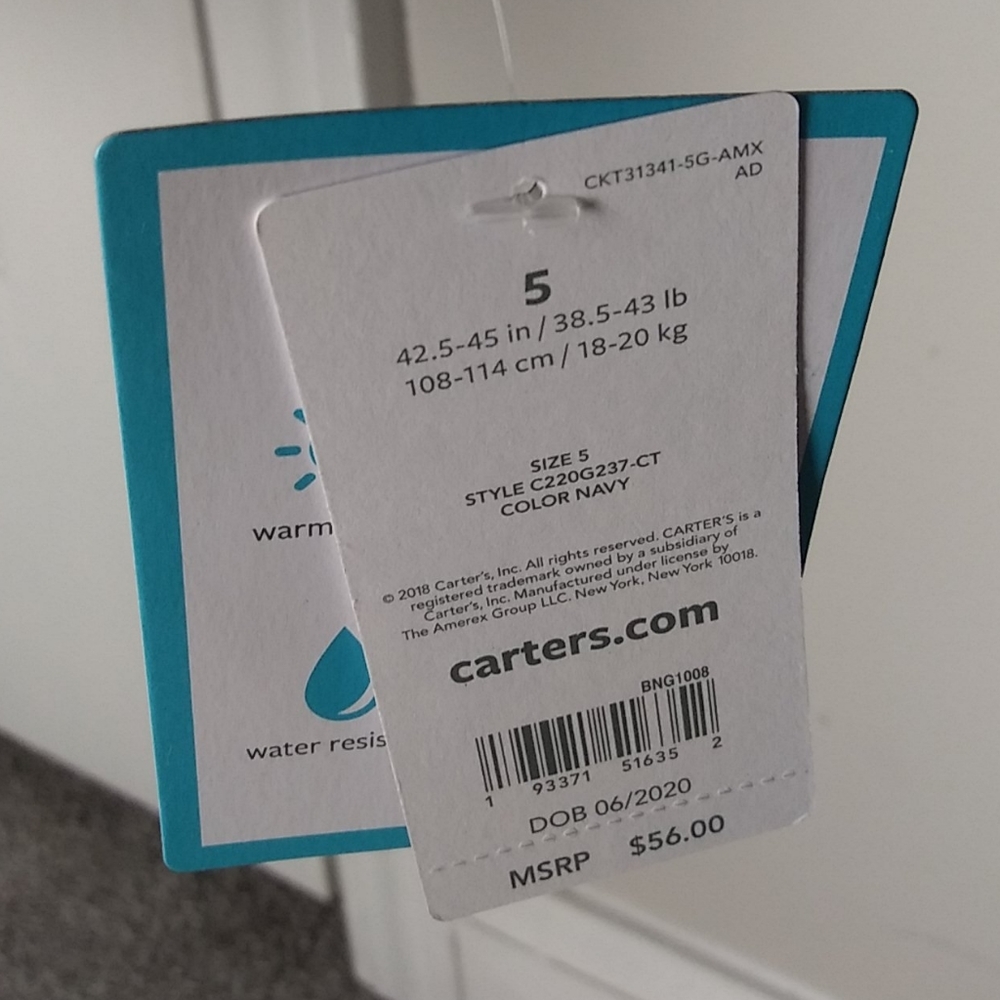 CKT31341-5G-AMX
AD
5
42.5-45 in / 38.5-43 lb
108-114 cm / 18-20 kg
SIZE 5
STYLE C220G237-CT
COLOR NAVY
© 2018 Carter's, Inc. All rights reserved. CARTER'S is a
registered trademark owned by a subsidiary of
Carter's, Inc. Manufactured under license by
The Amerex Group LLC. New York, New York 10018.
carters.com
BNG1008
1 93371 51635 2
DOB 06/2020
MSRP $56.00
warm
water resis